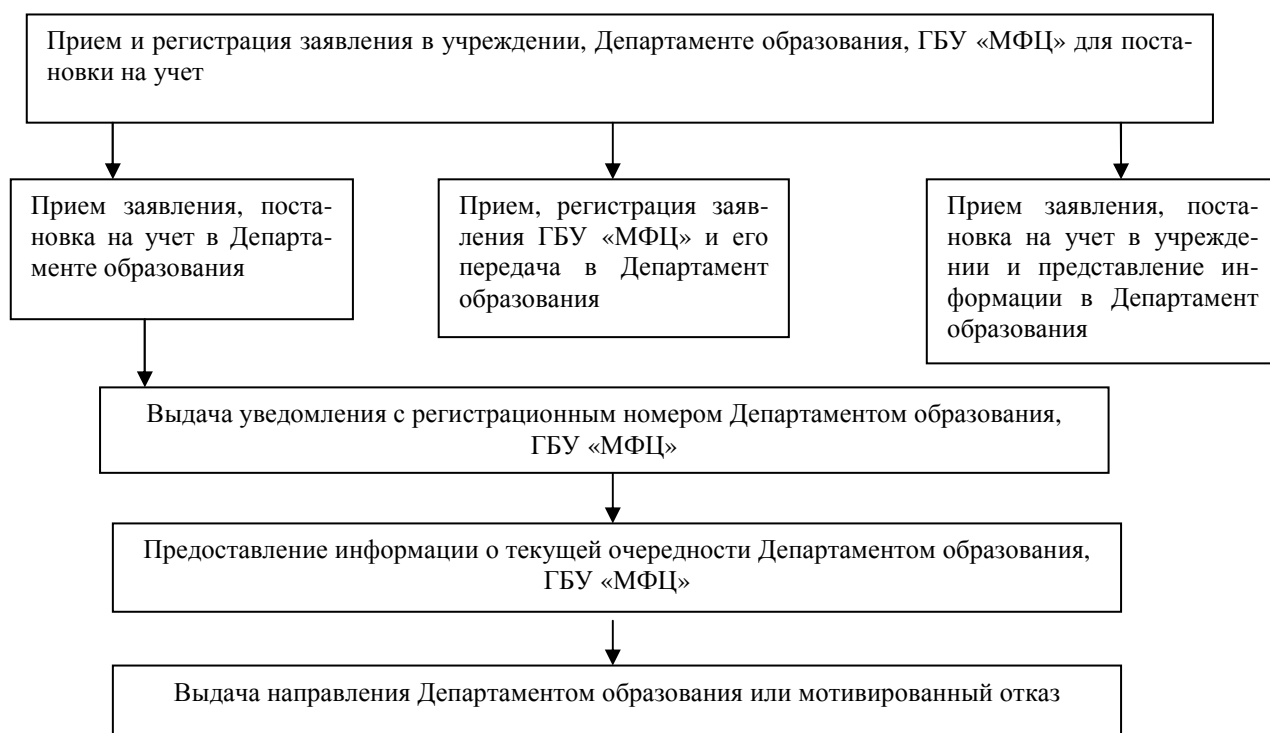 Прием и регистрация заявления в учреждении, Департаменте образования, ГБУ «МФЦ» для поста-
новки на учет
Прием заявления, поста-
новка на учет в Департа-
менте образования
Прием, регистрация заяв-
ления ГБУ «МФЦ» и его
передача в Департамент
образования
Прием заявления, поста-
новка на учет в учрежде-
нии и представление ин-
формации в Департамент
образования
Выдача уведомления с регистрационным номером Департаментом образования,
ГБУ «МФЦ»
Предоставление информации о текущей очередности Департаментом образования,
ГБУ «МФЦ»
Выдача направления Департаментом образования или мотивированный отказ